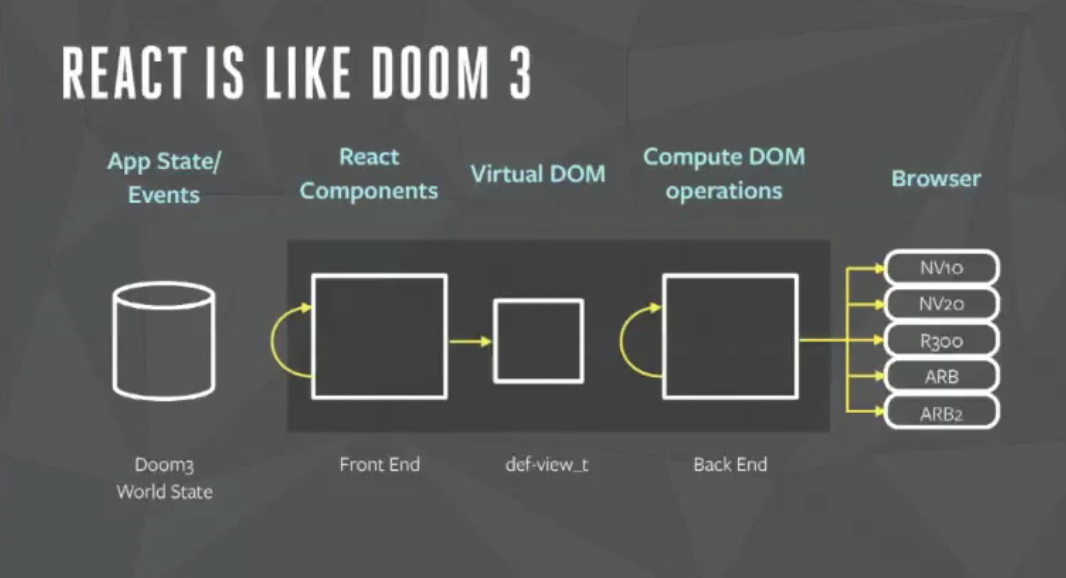 REACT IS LIKE DOOM 3
App State/
Events
React
Components
Virtual DOM
Compute DOM
operations
Browser
NV10
NV20
R300
ARB
ARB2
Doom3
World State
Front End
def-view_t
Back End